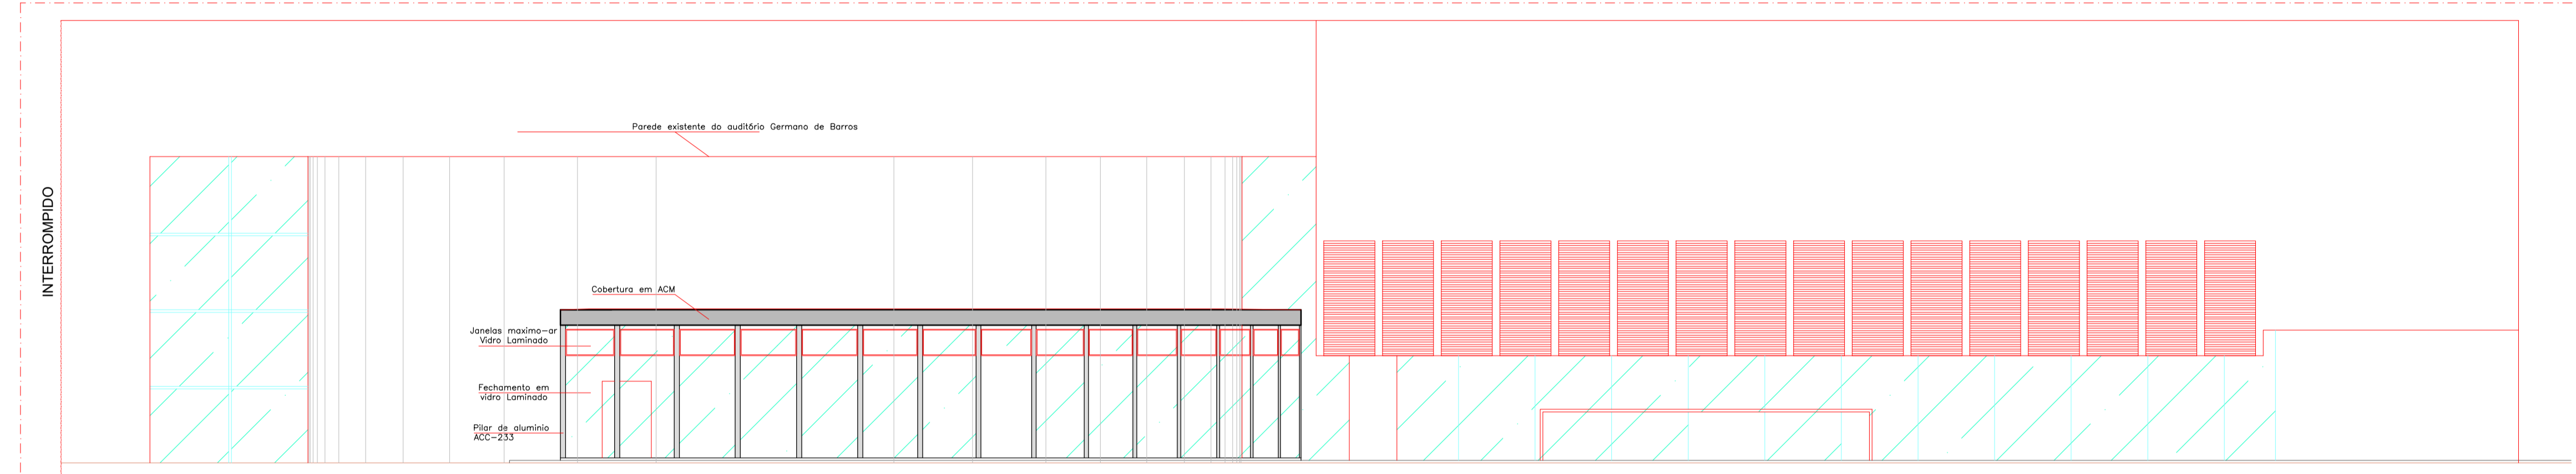 INTERROMPIDO
Parede existente do auditório Germano de Barros
Cobertura em ACM
Janelas maximo-ar
Vidro Laminado
Fechamento em
vidro Laminado
Pilar de aluminio
ACC-233